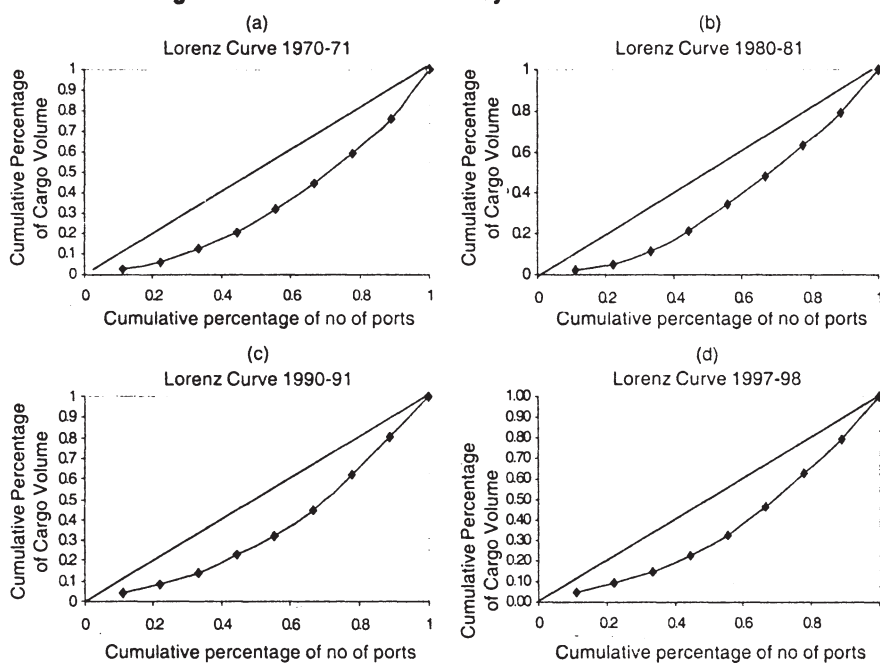 (a)
Lorenz Curve 1970-71
Cumulative Percentage
of Cargo Volume
1
0.9
0.8
0.7
0.6
0.5
0.4
0.3
0.2
0.1
0
0 0.2 0.4 0.6 0.8 1
Cumulative percentage of no of ports
(b)
Lorenz Curve 1980-81
Cumulative Percentage
of Cargo Volume
1
0.8
0.6
0.4
0.2
0
0 0.2 0.4 0.6 0.8 1
Cumulative percentage of no of ports
(c)
Lorenz Curve 1990-91
Cumulative Percentage
of Cargo Volume
1
0.9
0.8
0.7
0.6
0.5
0.4
0.3
0.2
0.1
0
0 0.2 0.4 0.6 0.8 1
Cumulative percentage of no of ports
(d)
Lorenz Curve 1997-98
Cumulative Percentage
of Cargo Volume
1.00
0.90
0.80
0.70
0.60
0.50
0.40
0.30
0.20
0.10
0.00
0 0.2 0.4 0.6 0.8 1
Cumulative percentage of no of ports